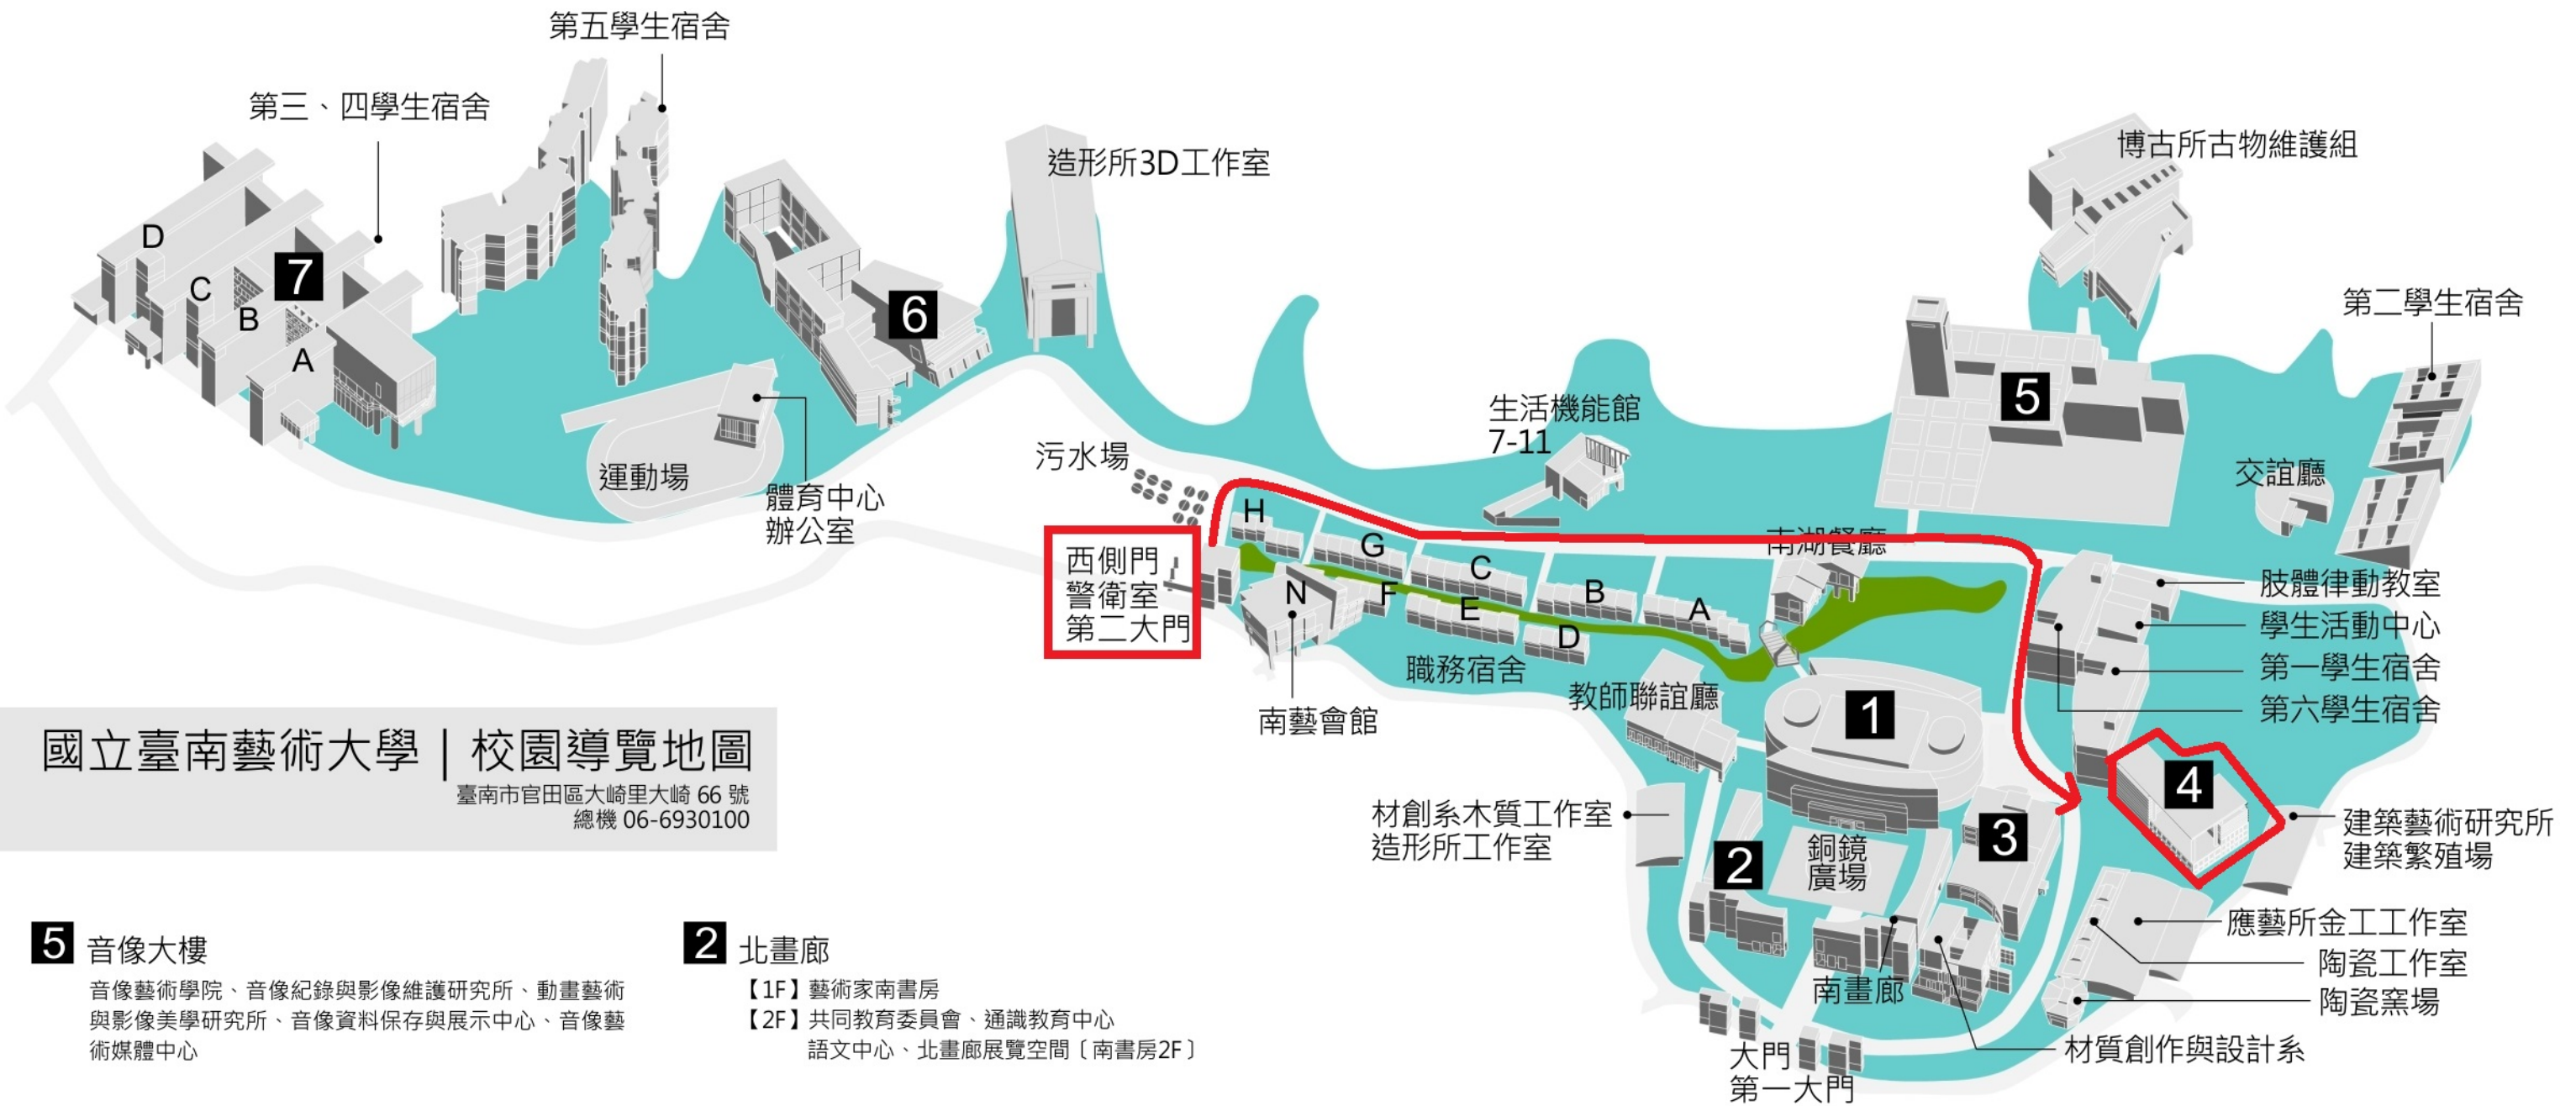 第五學生宿舍
第三、四學生宿舍
造形所3D工作室
博古所古物維護組
D
C
7
B
A
6
第二學生宿舍
5
生活機能館
7-11
污水場
運動場
體育中心
辦公室
交誼廳
H
南湖餐廳
G
C
西側門
警衛室
第二大門
N
F
E
B
A
D
肢體律動教室
學生活動中心
第一學生宿舍
第六學生宿舍
職務宿舍
教師聯誼廳
南藝會館
1
國立臺南藝術大學｜校園導覽地圖
臺南市官田區大崎里大崎 66 號
總機 06-6930100
4
材創系木質工作室
造形所工作室
2
銅鏡
廣場
3
建築藝術研究所
建築繁殖場
應藝所金工工作室
陶瓷工作室
陶瓷窯場
南畫廊
材質創作與設計系
大門
第一大門
5 音像大樓
音像藝術學院、音像紀錄與影像維護研究所、動畫藝術
與影像美學研究所、音像資料保存與展示中心、音像藝
術媒體中心
2 北畫廊
【1F】藝術家南書房
【2F】共同教育委員會、通識教育中心
語文中心、北畫廊展覽空間〔南書房2F〕